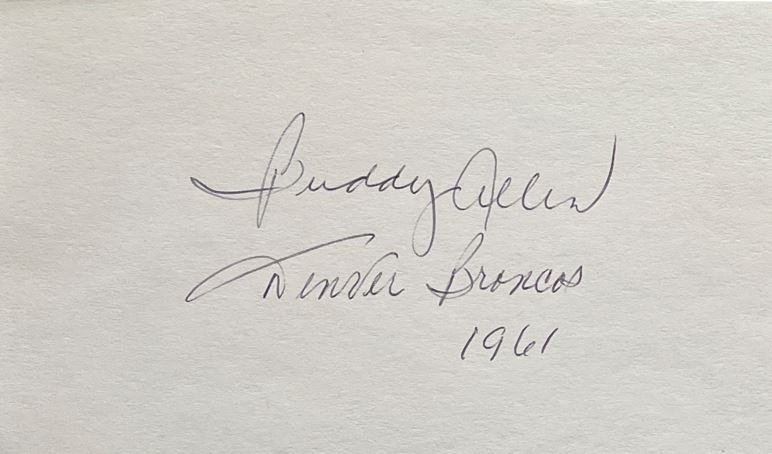 Buddy Allen
Denver Broncos
1961